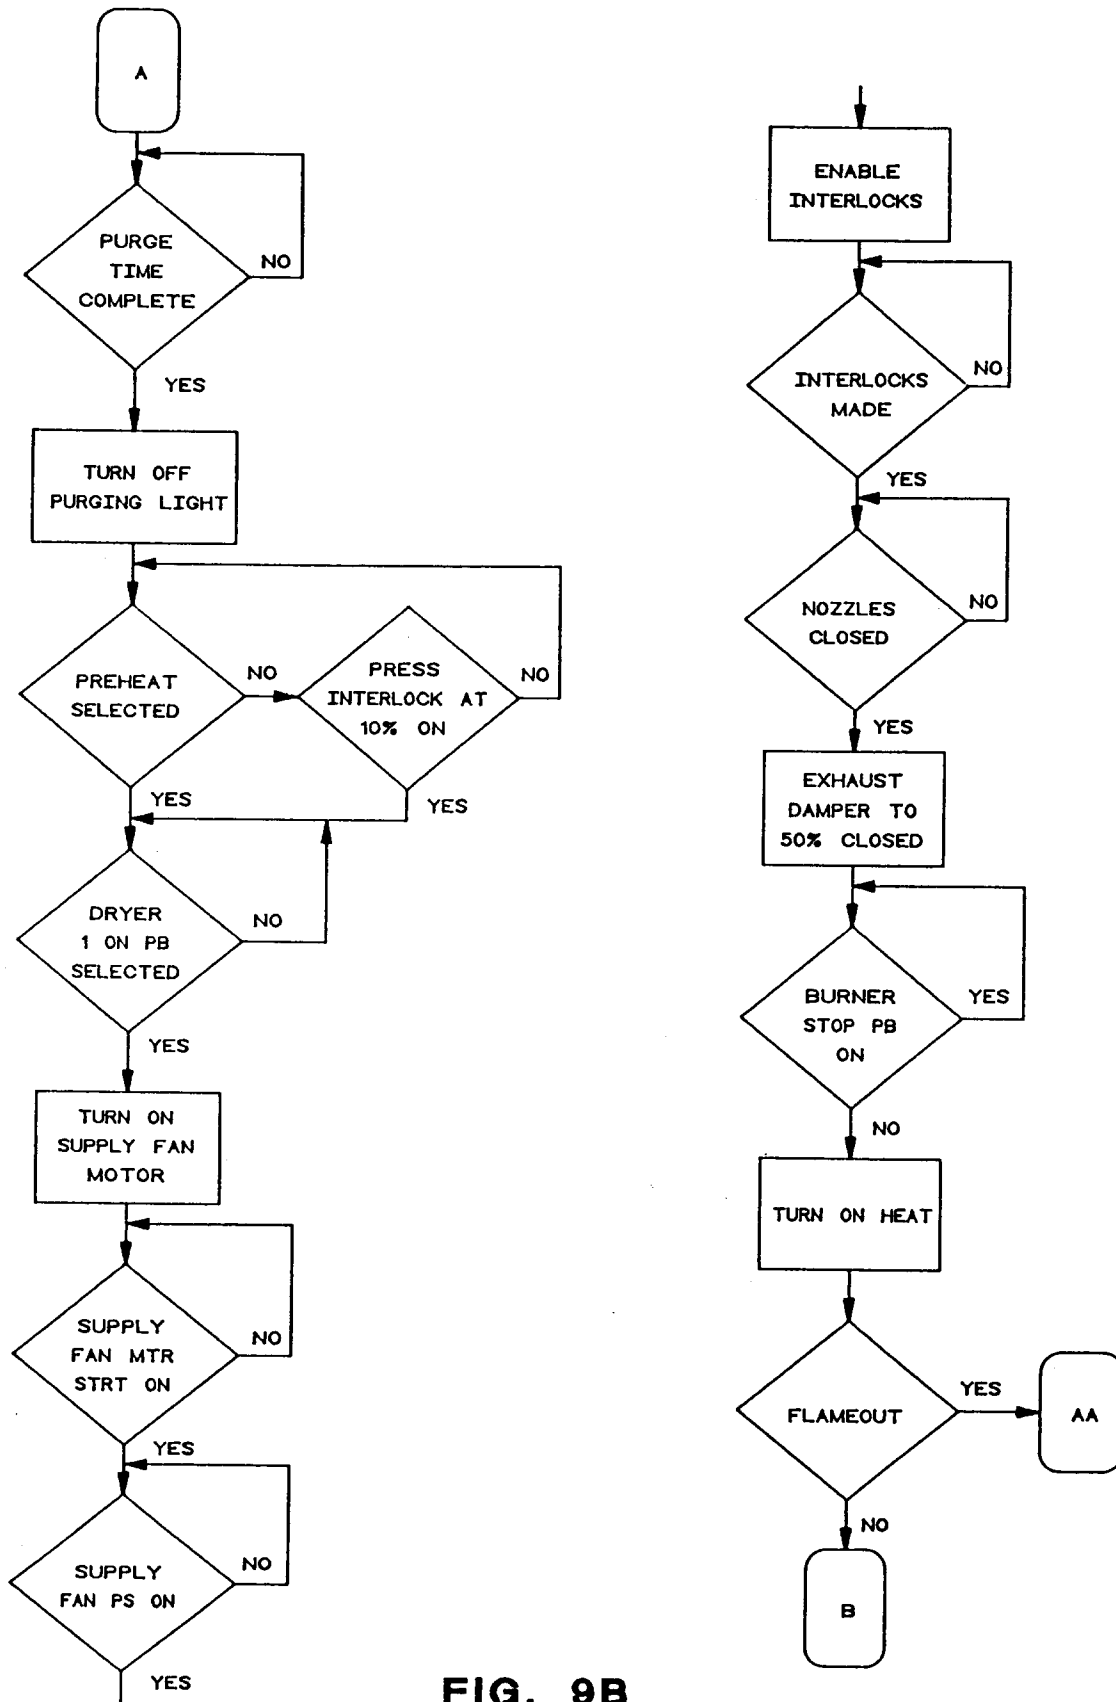 A
PURGE
TIME
COMPLETE
NO
YES
TURN OFF
PURGING LIGHT
PREHEAT
SELECTED
NO
PRESS
INTERLOCK AT
10% ON
NO
YES
YES
DRYER
1 ON PB
SELECTED
NO
YES
TURN ON
SUPPLY FAN
MOTOR
SUPPLY
FAN MTR
STRT ON
NO
YES
SUPPLY
FAN PS ON
NO
YES
ENABLE
INTERLOCKS
INTERLOCKS
MADE
NO
YES
NOZZLES
CLOSED
NO
YES
EXHAUST
DAMPER TO
50% CLOSED
BURNER
STOP PB
ON
YES
NO
TURN ON HEAT
FLAMEOUT
YES
AA
NO
B
FIG. 9B